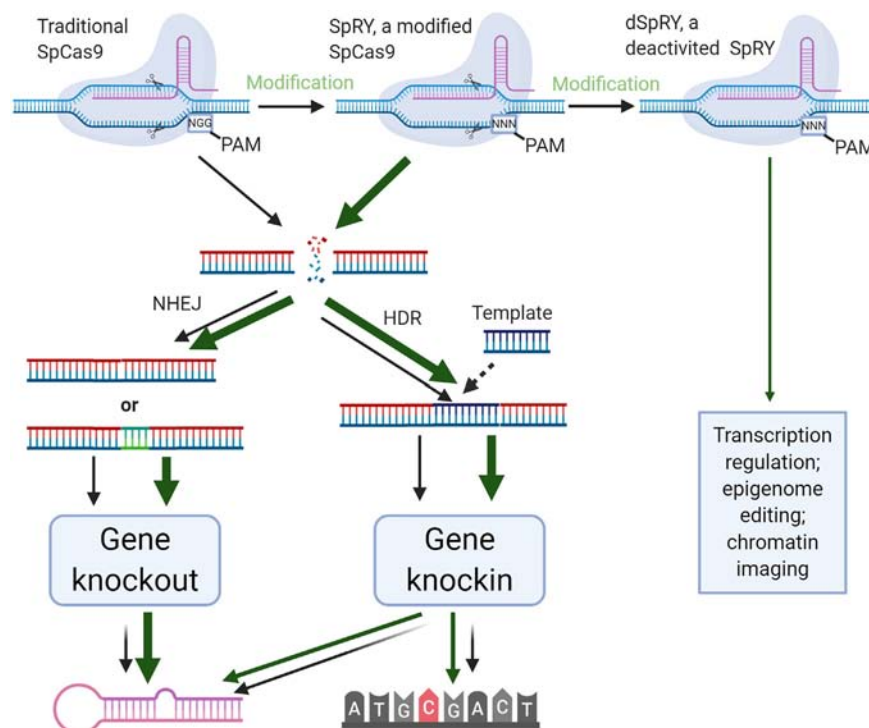 Traditional
SpCas9
SpRY, a modified
SpCas9
dSpRY, a
deactivited SpRY
Modification
Modification
NGG
PAM
NNN
PAM
NNN
PAM
NHEJ
HDR
Template
or
Transcription
regulation;
epigenome
editing;
chromatin
imaging
Gene
knockout
Gene
knockin
A T G C G A C T